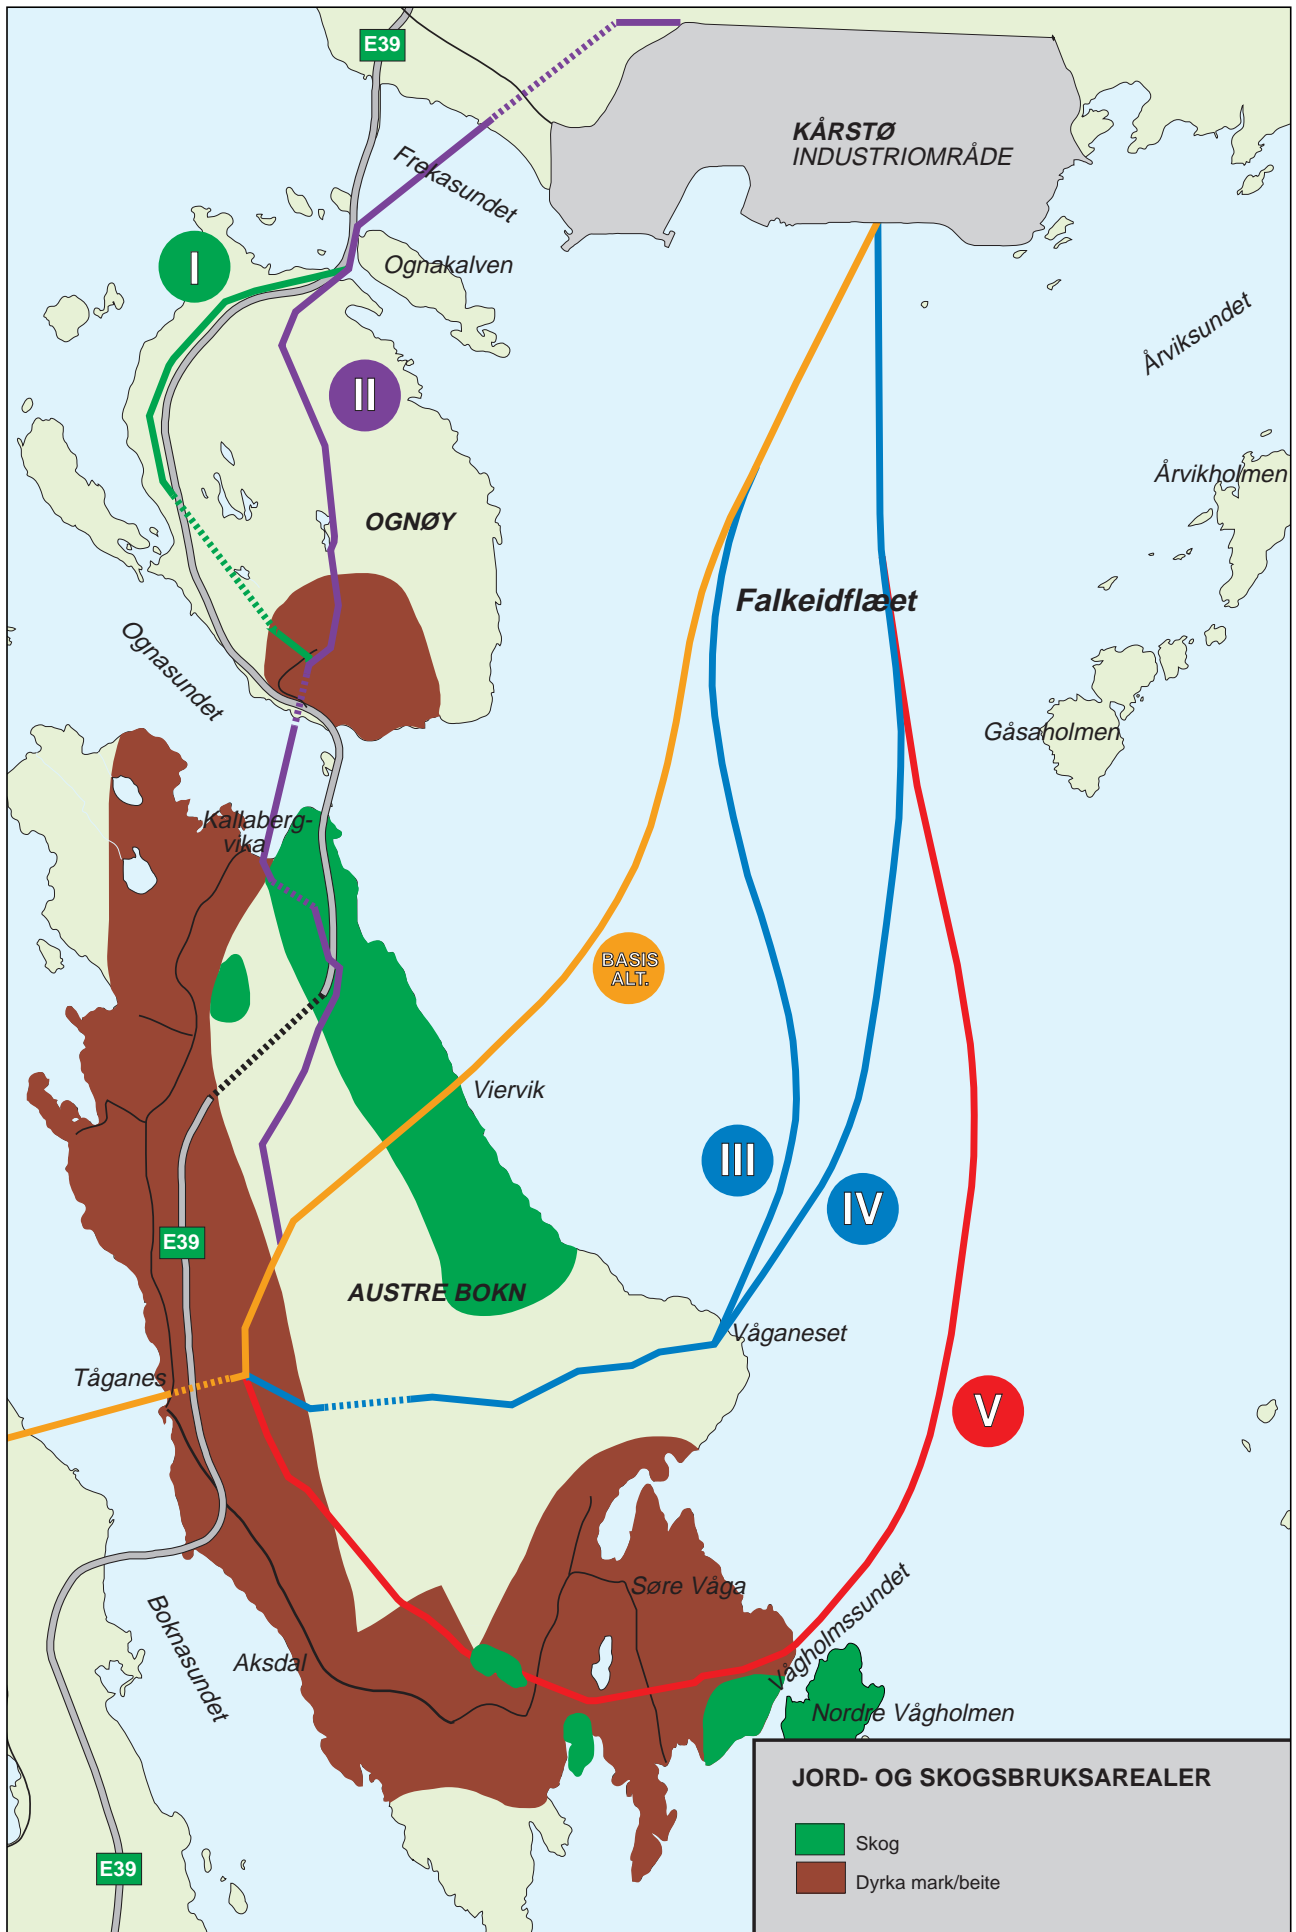 E39
KÅRSTØ
INDUSTRIOMRÅDE
Frekasundet
I
Ognakalven
Årviksundet
II
Årvikholmen
OGNØY
Falkeidflæet
Ognasundet
Gåsaholmen
Kallaberg-
vika
BASIS
ALT.
Viervik
III
IV
E39
AUSTRE BOKN
Våganeset
Tåganes
V
Søre Våga
Vågholmssundet
Boknasundet
Aksdal
Nordre Vågholmen
JORD- OG SKOGSBRUKSAREALER
Skog
E39
Dyrka mark/beite